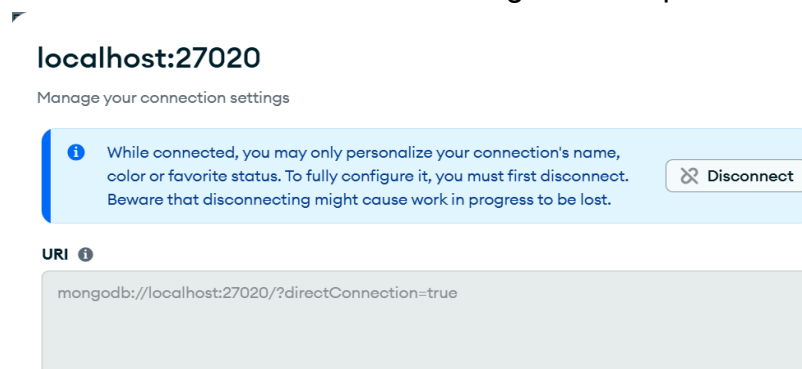 localhost:27020
Manage your connection settings
While connected, you may only personalize your connection's name,
color or favorite status. To fully configure it, you must first disconnect.
Beware that disconnecting might cause work in progress to be lost.
Disconnect
URI
mongodb://localhost:27020/?directConnection=true